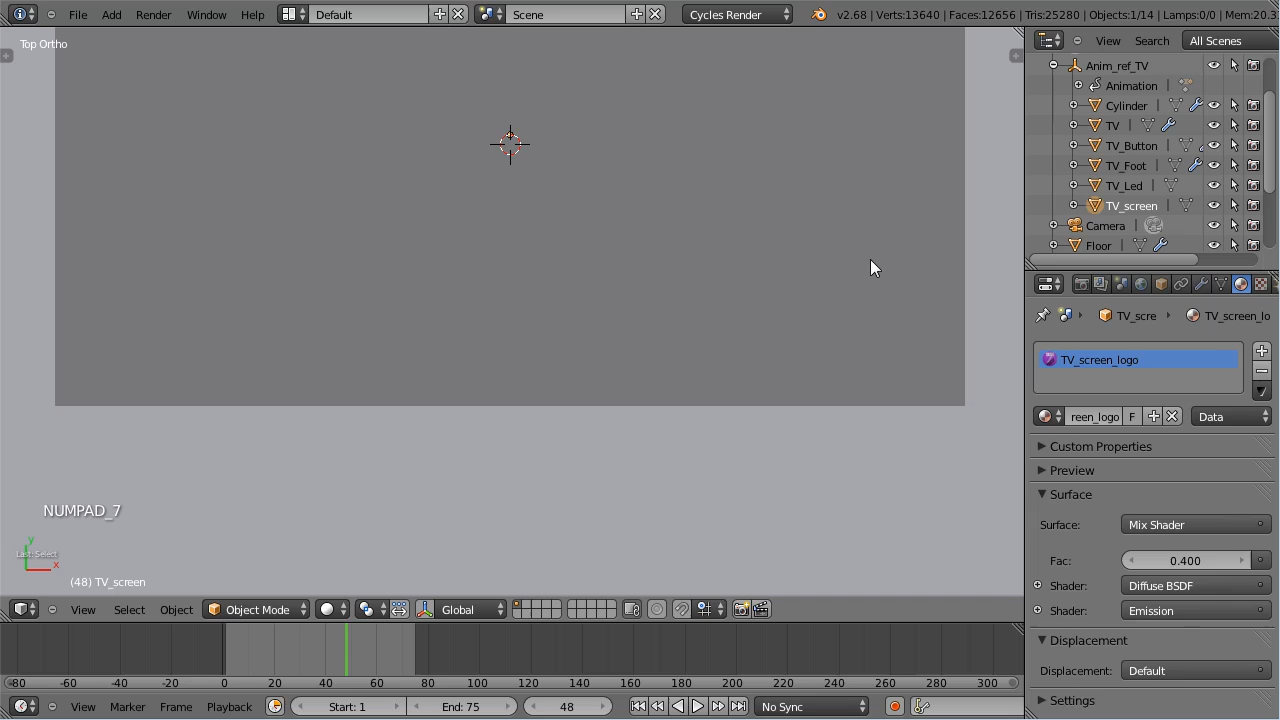 File Add Render Window Help Default Scene Cycles Render v2.68 | Verts:13640 | Faces:12656 | Tris:25280 | Objects:1/14 | Lamps:0/0 | Mem:20.3
Top Ortho
View Search All Scenes
Anim_ref_TV
Animation
Cylinder
TV
TV_Button
TV_Foot
TV_Led
TV_screen
Camera
Floor
TV_scre TV_screen_lo
TV_screen_logo
reen_logo F Data
Custom Properties
Preview
Surface
Surface: Mix Shader
Fac: 0.400
Shader: Diffuse BSDF
Shader: Emission
Displacement
Displacement: Default
Settings
NUMPAD_7
y
Last: Select
x
(48) TV_screen
View Select Object Object Mode Global
-80 -60 -40 -20 0 20 40 60 80 100 120 140 160 180 200 220 240 260 280 300
View Marker Frame Playback Start: 1 End: 75 48 No Sync